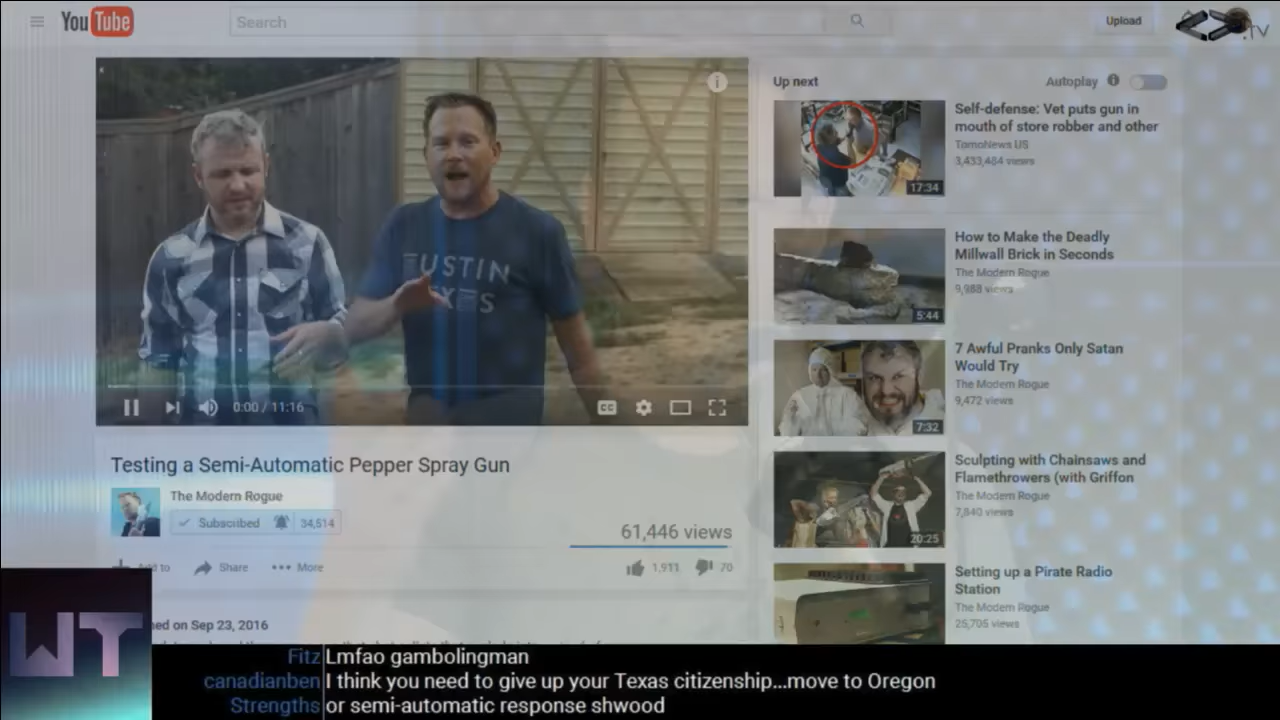 YouTube
Search
Upload
.TV
Up next
Autoplay
Self-defense: Vet puts gun in
mouth of store robber and other
TomoNews US
3,433,484 views
17:34
How to Make the Deadly
Millwall Brick in Seconds
The Modern Rogue
9,988 views
5:44
7 Awful Pranks Only Satan
Would Try
The Modern Rogue
9,472 views
7:32
Sculpting with Chainsaws and
Flamethrowers (with Griffon
The Modern Rogue
7,840 views
20:25
Setting up a Pirate Radio
Station
The Modern Rogue
25,705 views
USTIN
EXES
0:00 / 11:16
CC
Testing a Semi-Automatic Pepper Spray Gun
The Modern Rogue
Subscribed 34,514
61,446 views
Add to Share More
1,911 70
ned on Sep 23, 2016
WT
Fitz Lmfao gambolingman
canadianben I think you need to give up your Texas citizenship...move to Oregon
Strengths or semi-automatic response shwood